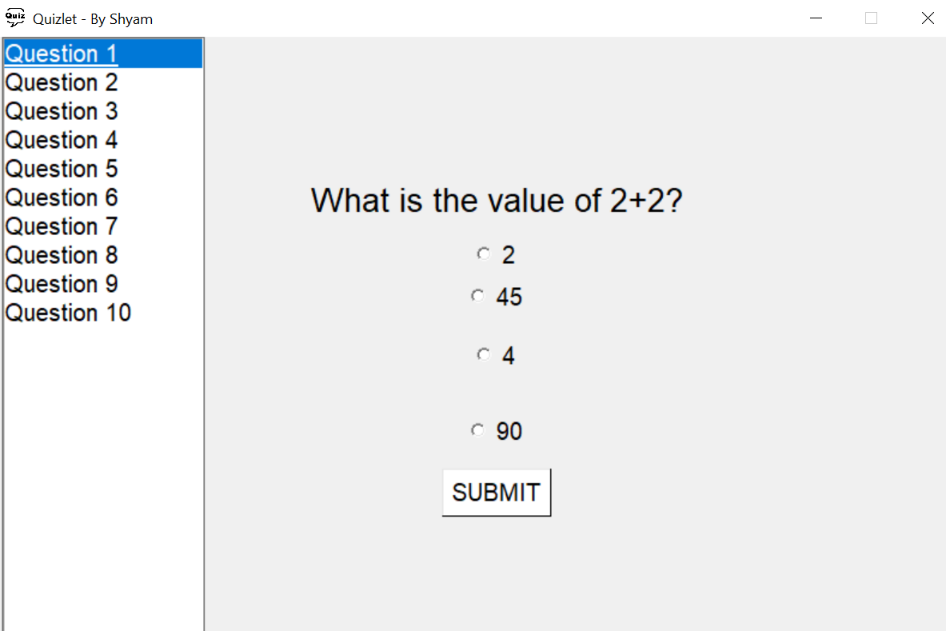 Quiz Quizlet - By Shyam
Question 1
Question 2
Question 3
Question 4
Question 5
Question 6
Question 7
Question 8
Question 9
Question 10
What is the value of 2+2?
2
45
4
90
SUBMIT